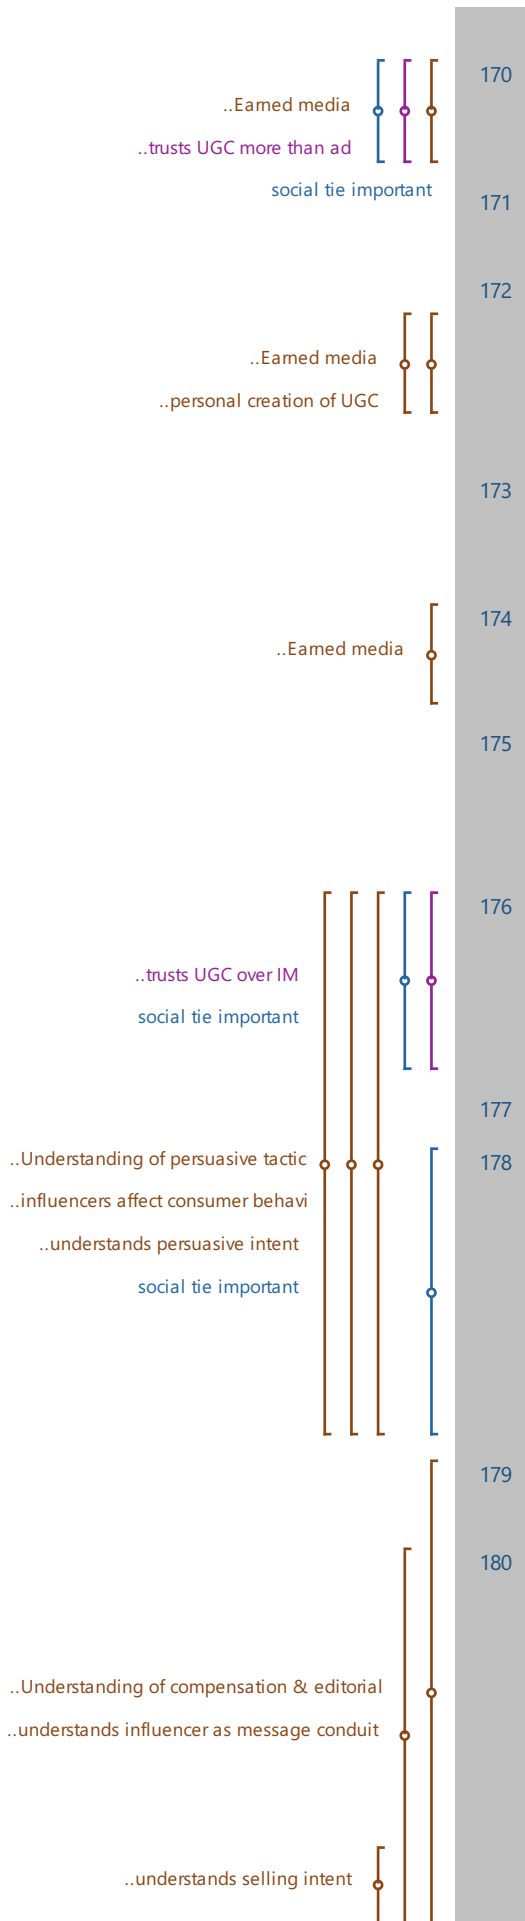 170
..Earned media
..trusts UGC more than ad
social tie important
171
172
..Earned media
..personal creation of UGC
173
174
..Earned media
175
176
..trusts UGC over IM
social tie important
177
..Understanding of persuasive tactic
178
..influencers affect consumer behavi
..understands persuasive intent
social tie important
179
180
..Understanding of compensation & editorial
..understands influencer as message conduit
..understands selling intent